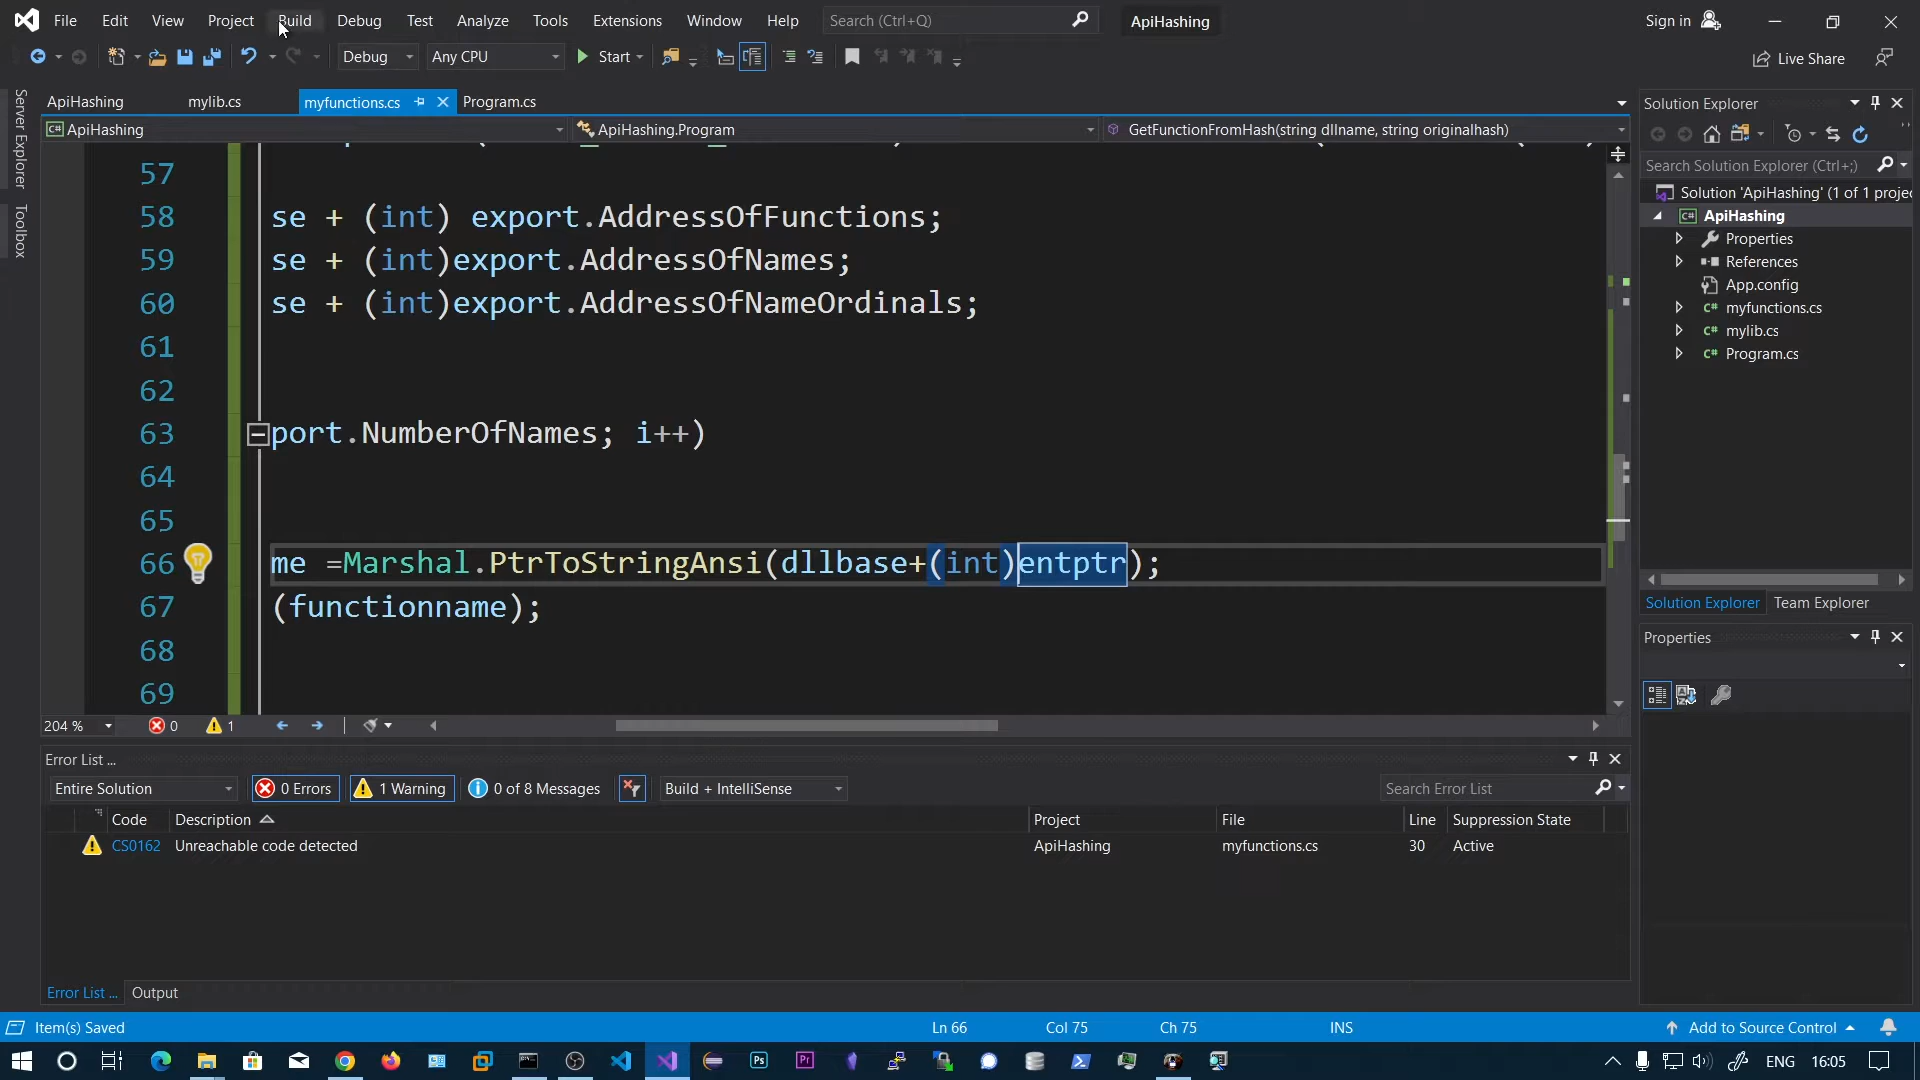 File Edit View Project Build Debug Test Analyze Tools Extensions Window Help Search (Ctrl+Q) ApiHashing Sign in
Debug Any CPU Start Live Share
ApiHashing mylib.cs myfunctions.cs Program.cs
ApiHashing ApiHashing.Program GetFunctionFromHash(string dllname, string originalhash)
Server Explorer
Toolbox
57
58 se + (int) export.AddressOfFunctions;
59 se + (int)export.AddressOfNames;
60 se + (int)export.AddressOfNameOrdinals;
61
62
63 port.NumberOfNames; i++)
64
65
66 me =Marshal.PtrToStringAnsi(dllbase+(int)entptr);
67 (functionname);
68
69
204 % 0 1
Error List ...
Entire Solution 0 Errors 1 Warning 0 of 8 Messages Build + IntelliSense Search Error List
Code Description Project File Line Suppression State
CS0162 Unreachable code detected ApiHashing myfunctions.cs 30 Active
Error List ... Output
Solution Explorer
Search Solution Explorer (Ctrl+;)
Solution 'ApiHashing' (1 of 1 projec
ApiHashing
Properties
References
App.config
myfunctions.cs
mylib.cs
Program.cs
Solution Explorer Team Explorer
Properties
Item(s) Saved Ln 66 Col 75 Ch 75 INS Add to Source Control
Ps Pr ENG 16:05